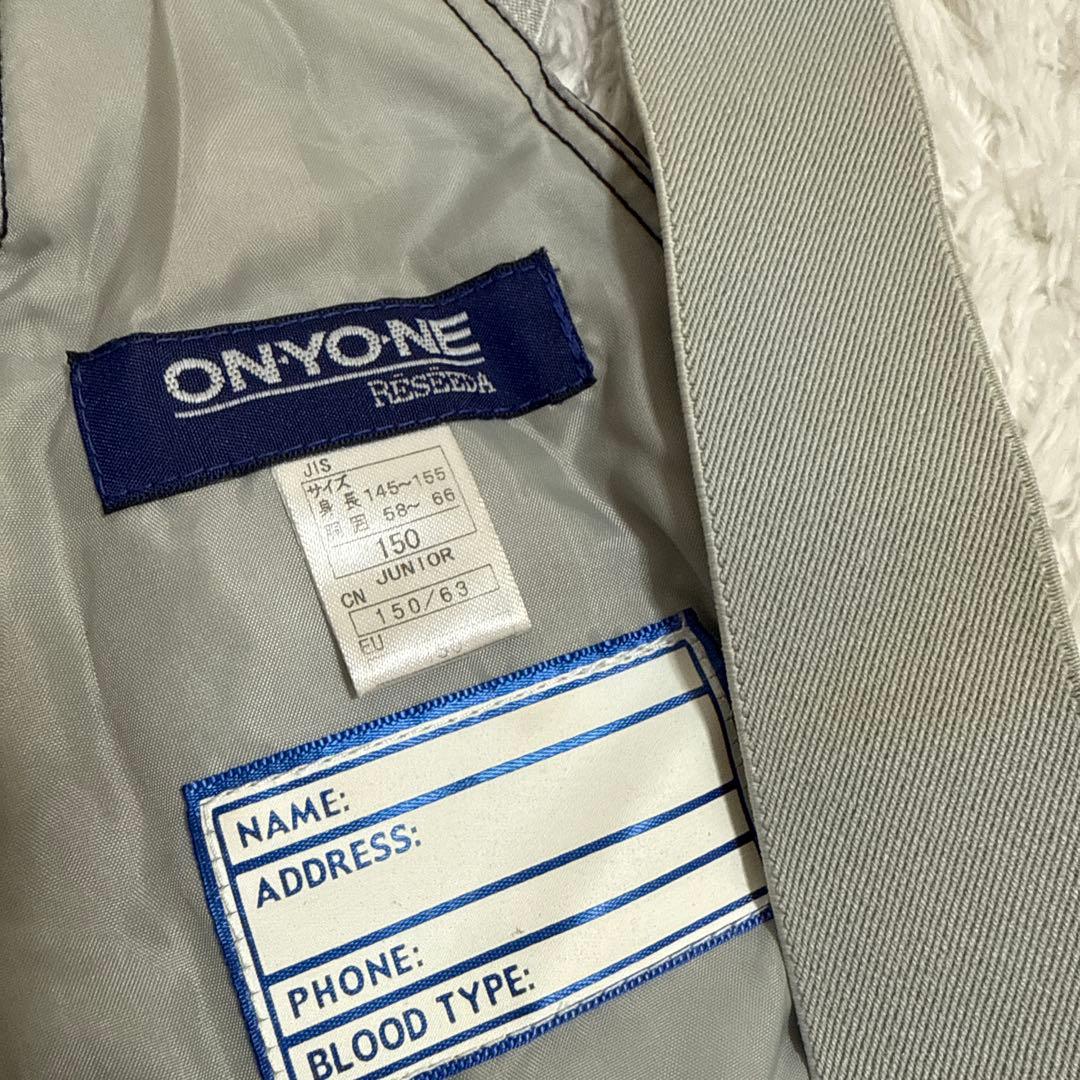 ON·YO·NE
RĒSĒEDA
JIS
サイズ
身長 145〜155
胴囲 58〜 66
150
CN JUNIOR
150/63
EU
NAME:
ADDRESS:
PHONE:
BLOOD TYPE: